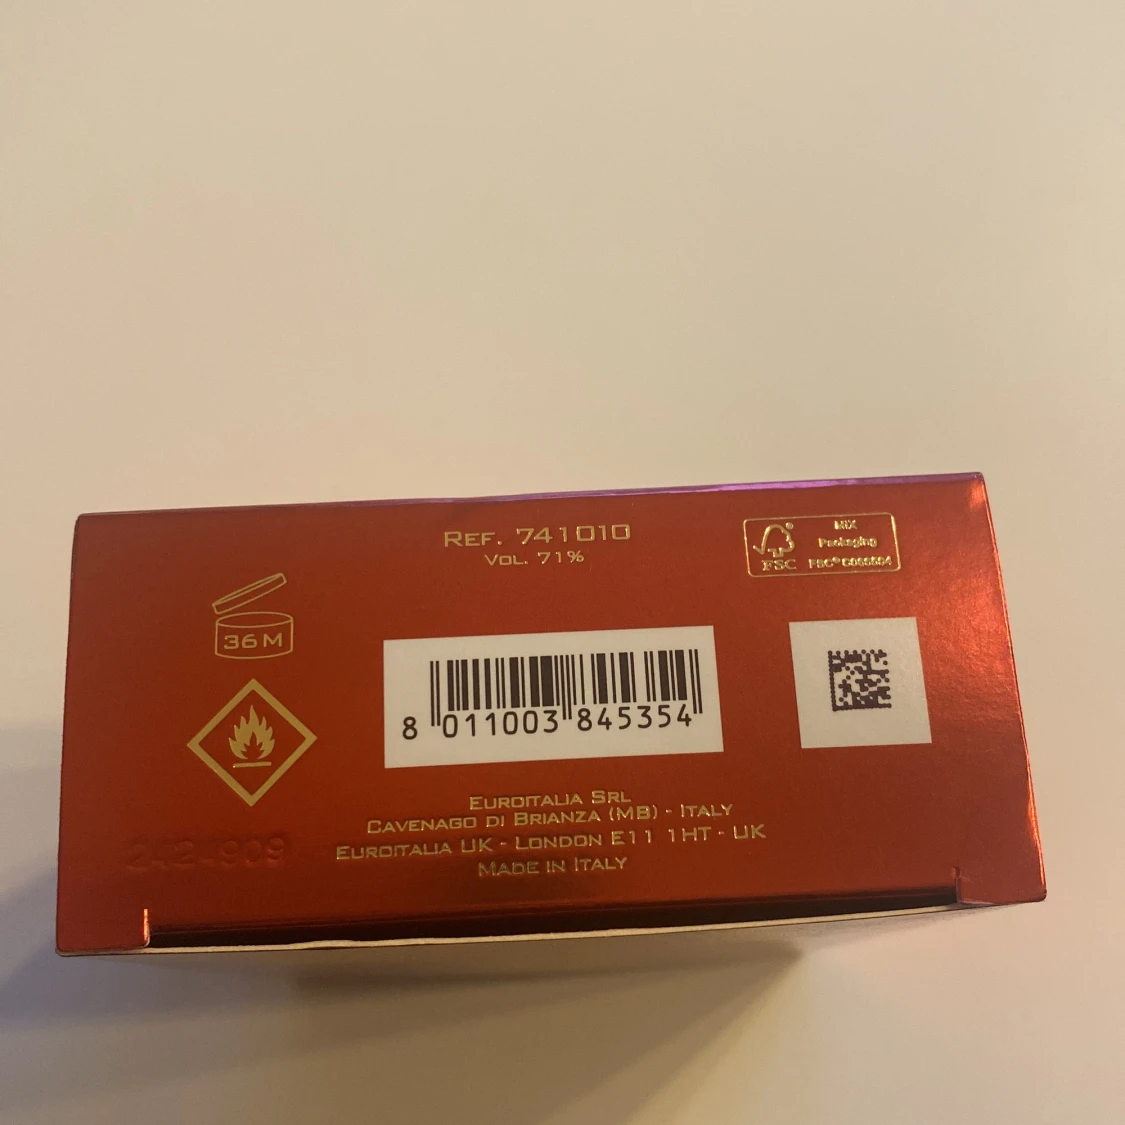 REF. 741010
VOL. 71%
MIX
Packaging
FSC
36 M
8 011003 845354
EUROITALIA SRL
CAVENAGO DI BRIANZA (MB) - ITALY
EUROITALIA UK - LONDON E11 1HT - UK
MADE IN ITALY